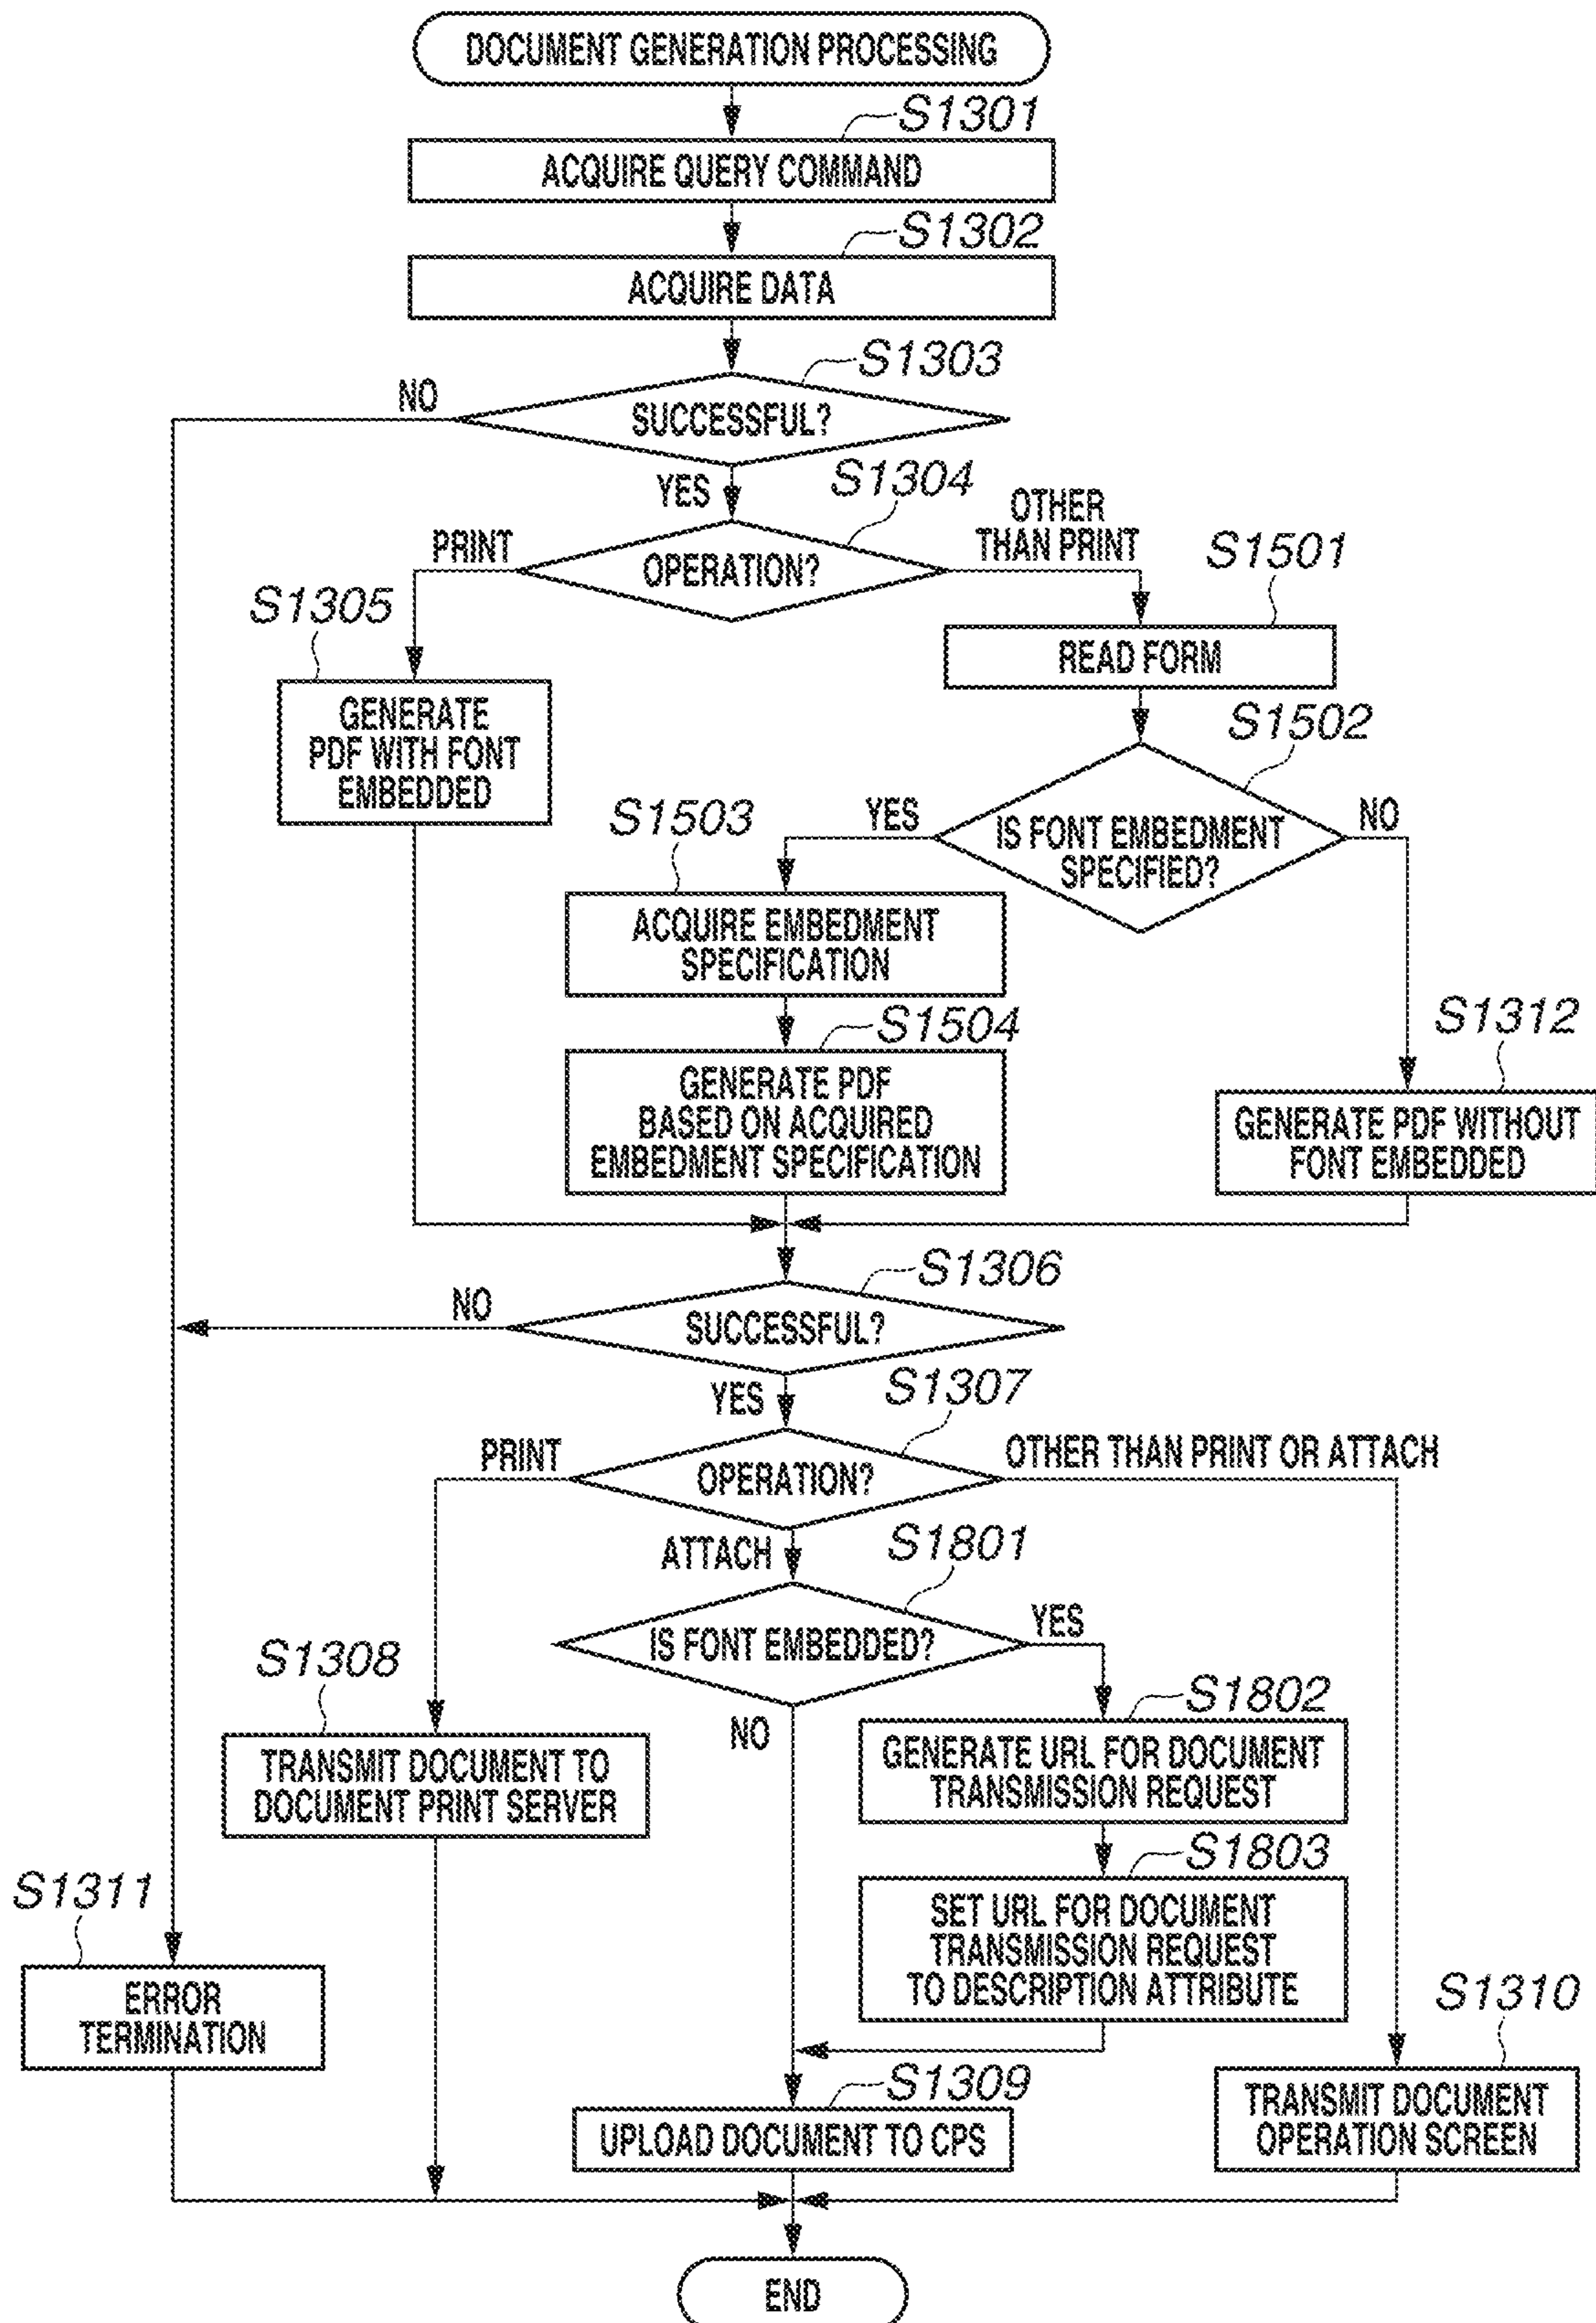 DOCUMENT GENERATION PROCESSING
S1301
ACQUIRE QUERY COMMAND
S1302
ACQUIRE DATA
S1303
NO
SUCCESSFUL?
YES
S1304
PRINT
OPERATION?
OTHER
THAN PRINT
S1305
S1501
GENERATE
PDF WITH FONT
EMBEDDED
READ FORM
S1502
S1503
YES
IS FONT EMBEDMENT
SPECIFIED?
NO
ACQUIRE EMBEDMENT
SPECIFICATION
S1504
GENERATE PDF
BASED ON ACQUIRED
EMBEDMENT SPECIFICATION
S1312
GENERATE PDF WITHOUT
FONT EMBEDDED
S1306
NO
SUCCESSFUL?
YES
S1307
PRINT
OPERATION?
OTHER THAN PRINT OR ATTACH
ATTACH
S1801
IS FONT EMBEDDED?
YES
NO
S1308
TRANSMIT DOCUMENT TO
DOCUMENT PRINT SERVER
S1802
GENERATE URL FOR DOCUMENT
TRANSMISSION REQUEST
S1803
SET URL FOR DOCUMENT
TRANSMISSION REQUEST
TO DESCRIPTION ATTRIBUTE
S1311
ERROR
TERMINATION
S1310
TRANSMIT DOCUMENT
OPERATION SCREEN
S1309
UPLOAD DOCUMENT TO CPS
END